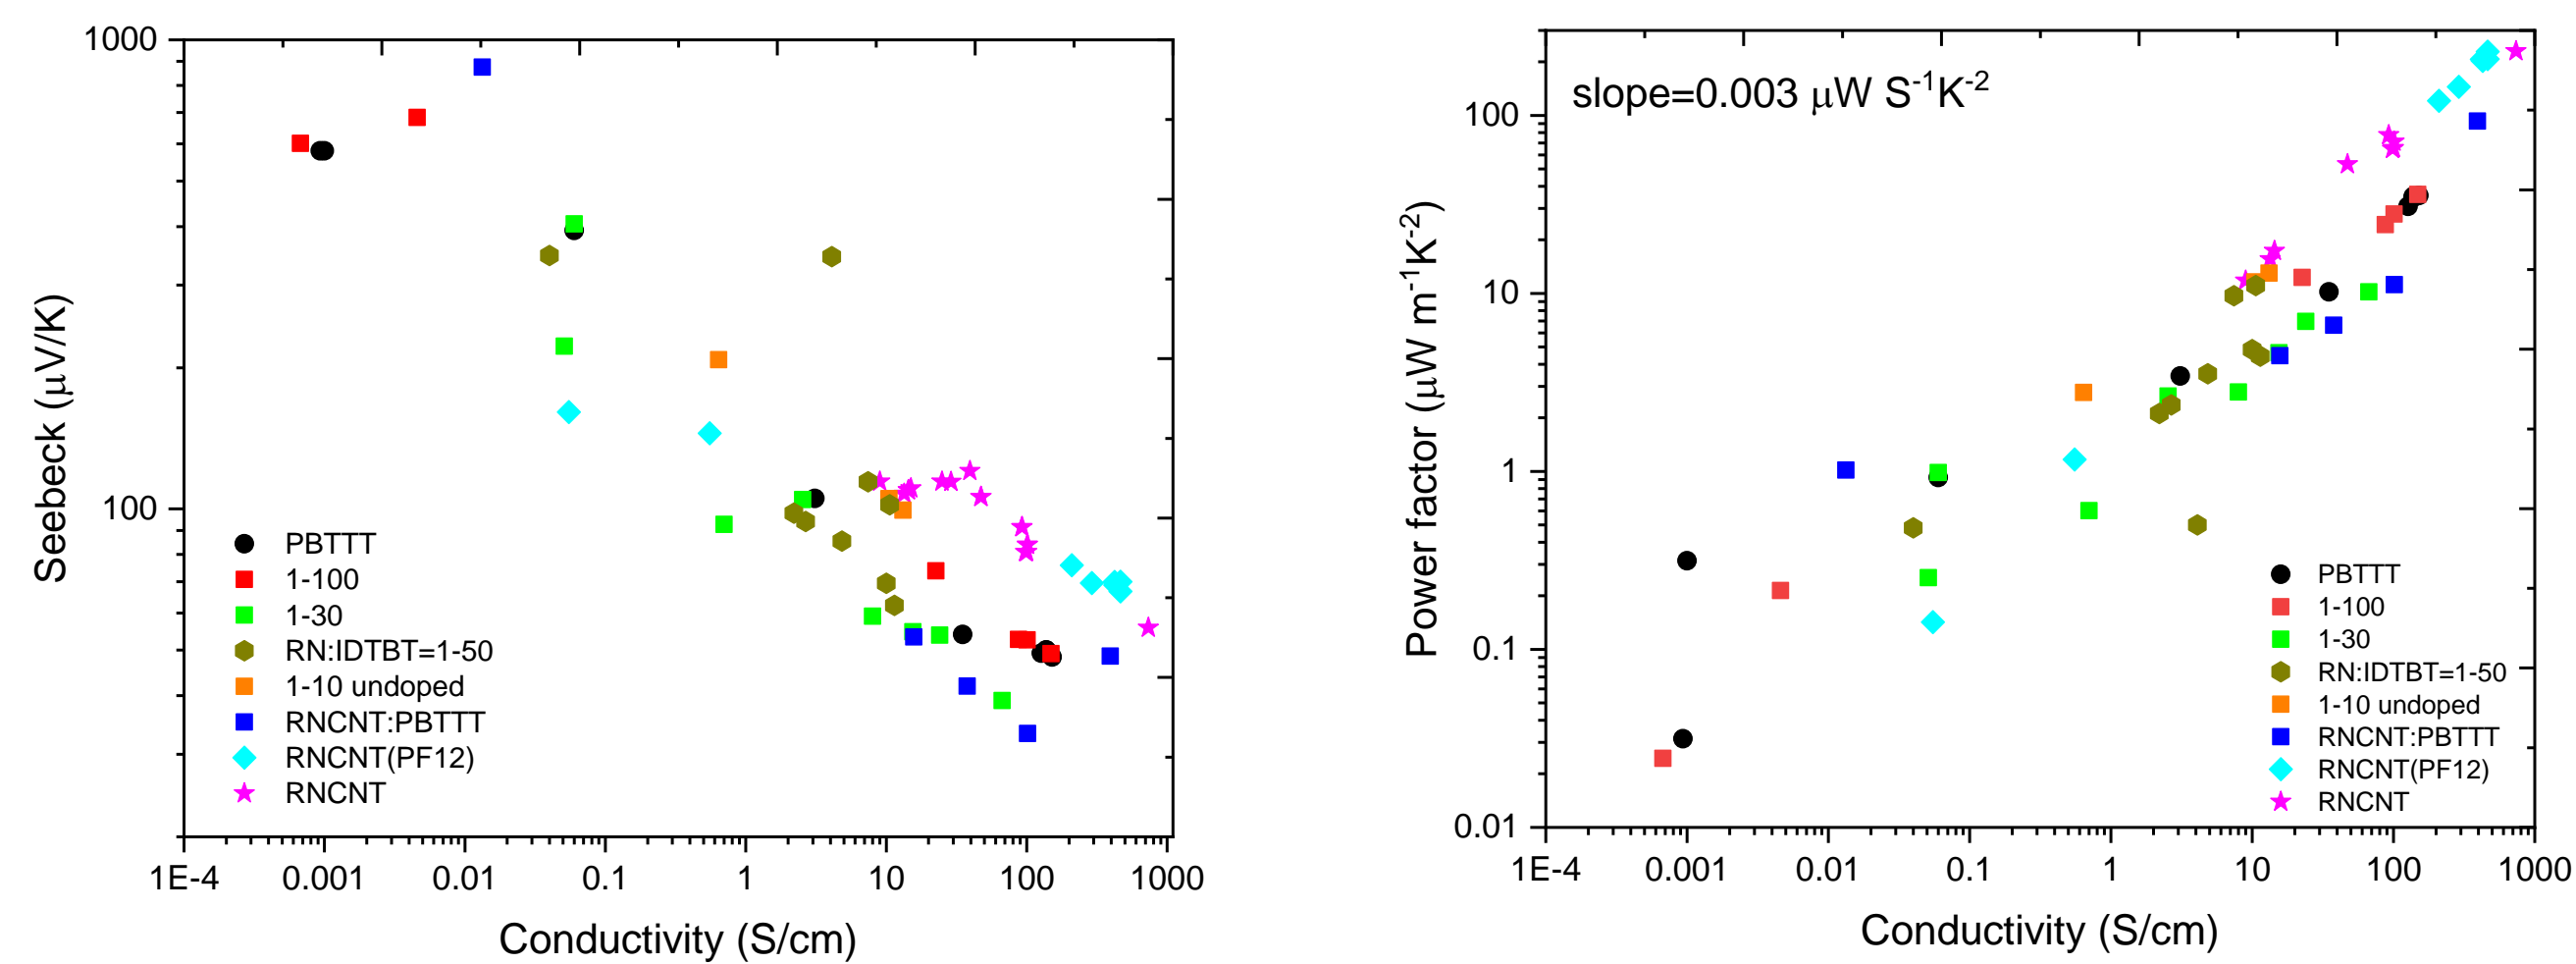 1000
100
Seebeck (μV/K)
PBTTT
1-100
1-30
RN:IDTBT=1-50
1-10 undoped
RNCNT:PBTTT
RNCNT(PF12)
RNCNT
1E-4 0.001 0.01 0.1 1 10 100 1000
Conductivity (S/cm)
slope=0.003 μW S⁻¹K⁻²
100
10
1
0.1
0.01
Power factor (μW m⁻¹K⁻²)
PBTTT
1-100
1-30
RN:IDTBT=1-50
1-10 undoped
RNCNT:PBTTT
RNCNT(PF12)
RNCNT
1E-4 0.001 0.01 0.1 1 10 100 1000
Conductivity (S/cm)